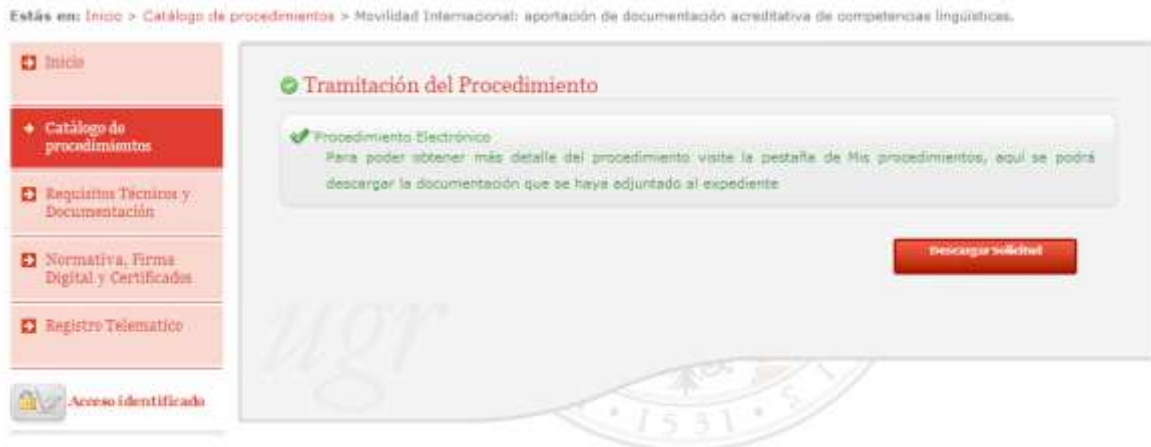 Estás en: Inicio > Catálogo de procedimientos > Movilidad Internacional: aportación de documentación acreditativa de competencias lingüísticas.
Inicio
Catálogo de
procedimientos
Requisitos Técnicos y
Documentación
Normativa, Firma
Digital y Certificados
Registro Telematico
Acceso identificado
Tramitación del Procedimiento
Procedimiento Electrónico
Para poder obtener más detalle del procedimiento visite la pestaña de Mis procedimientos, aquí se podrá
descargar la documentación que se haya adjuntado al expediente
Descargar Solicitud
ugr
1531